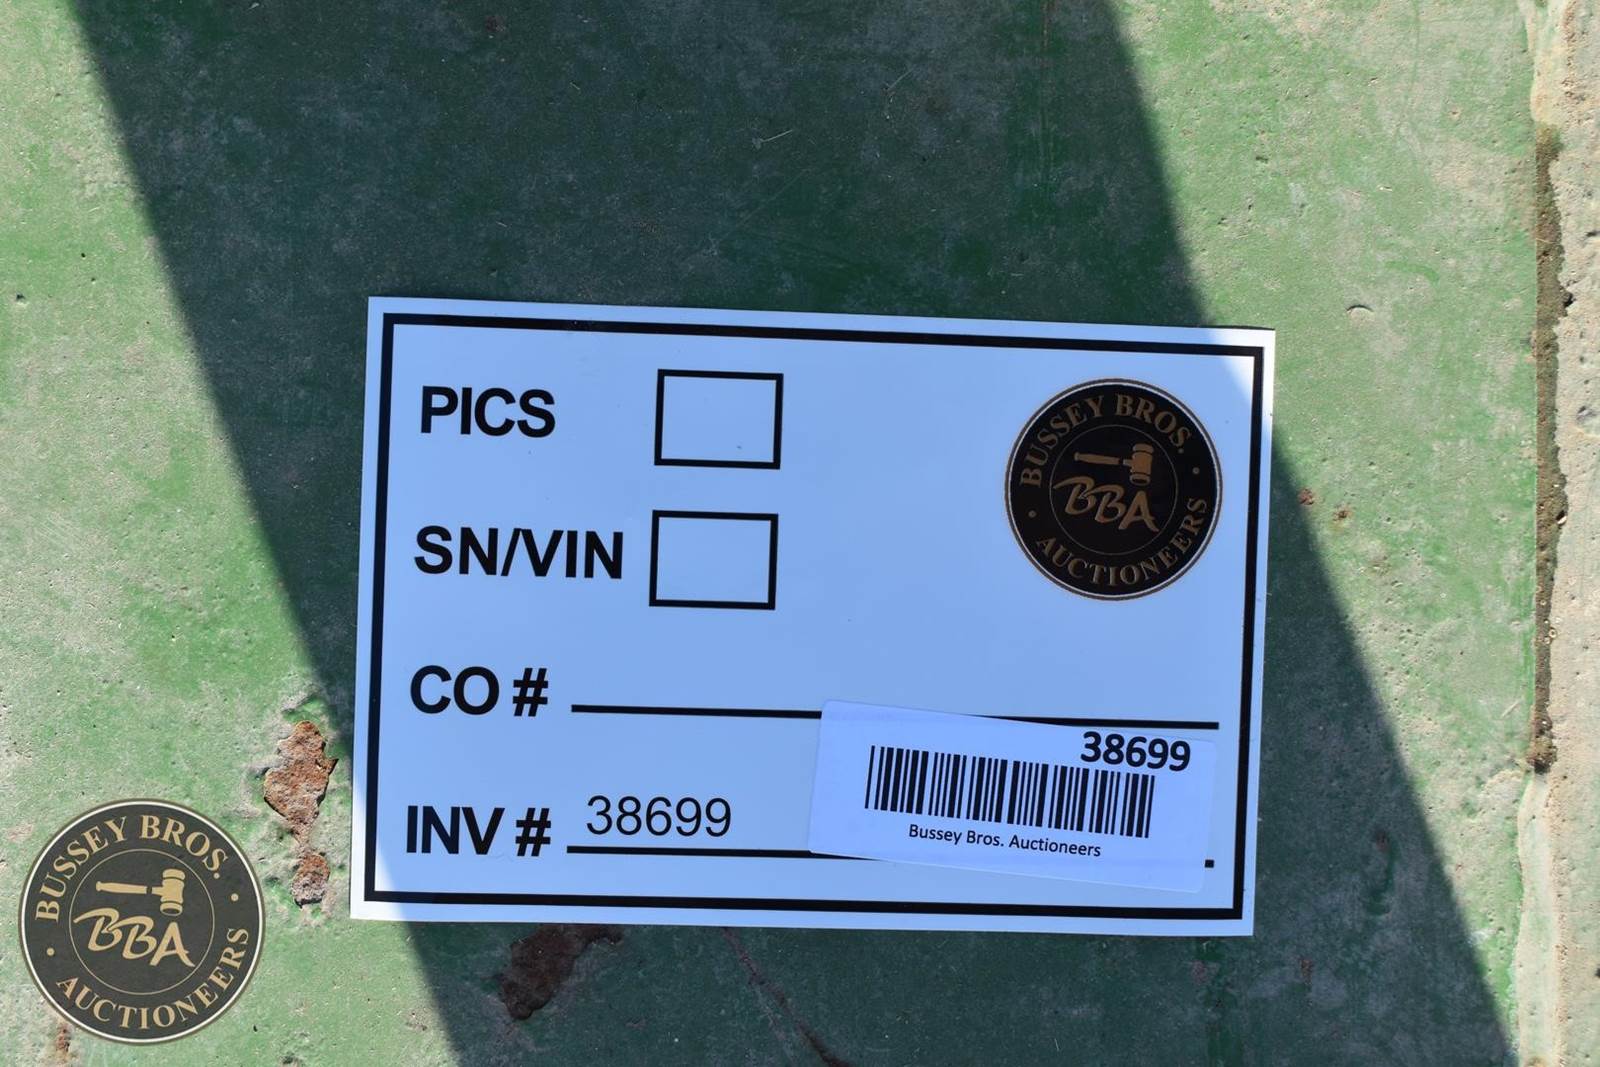 PICS
BUSSEY BROS.
BBA
AUCTIONEERS
SN/VIN
CO #
38699
INV # 38699
Bussey Bros. Auctioneers
BUSSEY BROS.
BBA
AUCTIONEERS